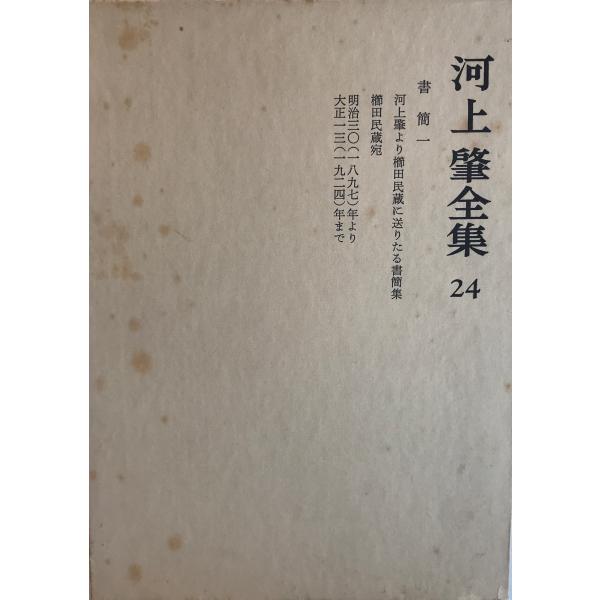 河上肇全集 24
書簡一
河上肇より櫛田民蔵に送りたる書簡集
櫛田民蔵宛
明治三〇(一八九七)年より
大正一三(一九二四)年まで